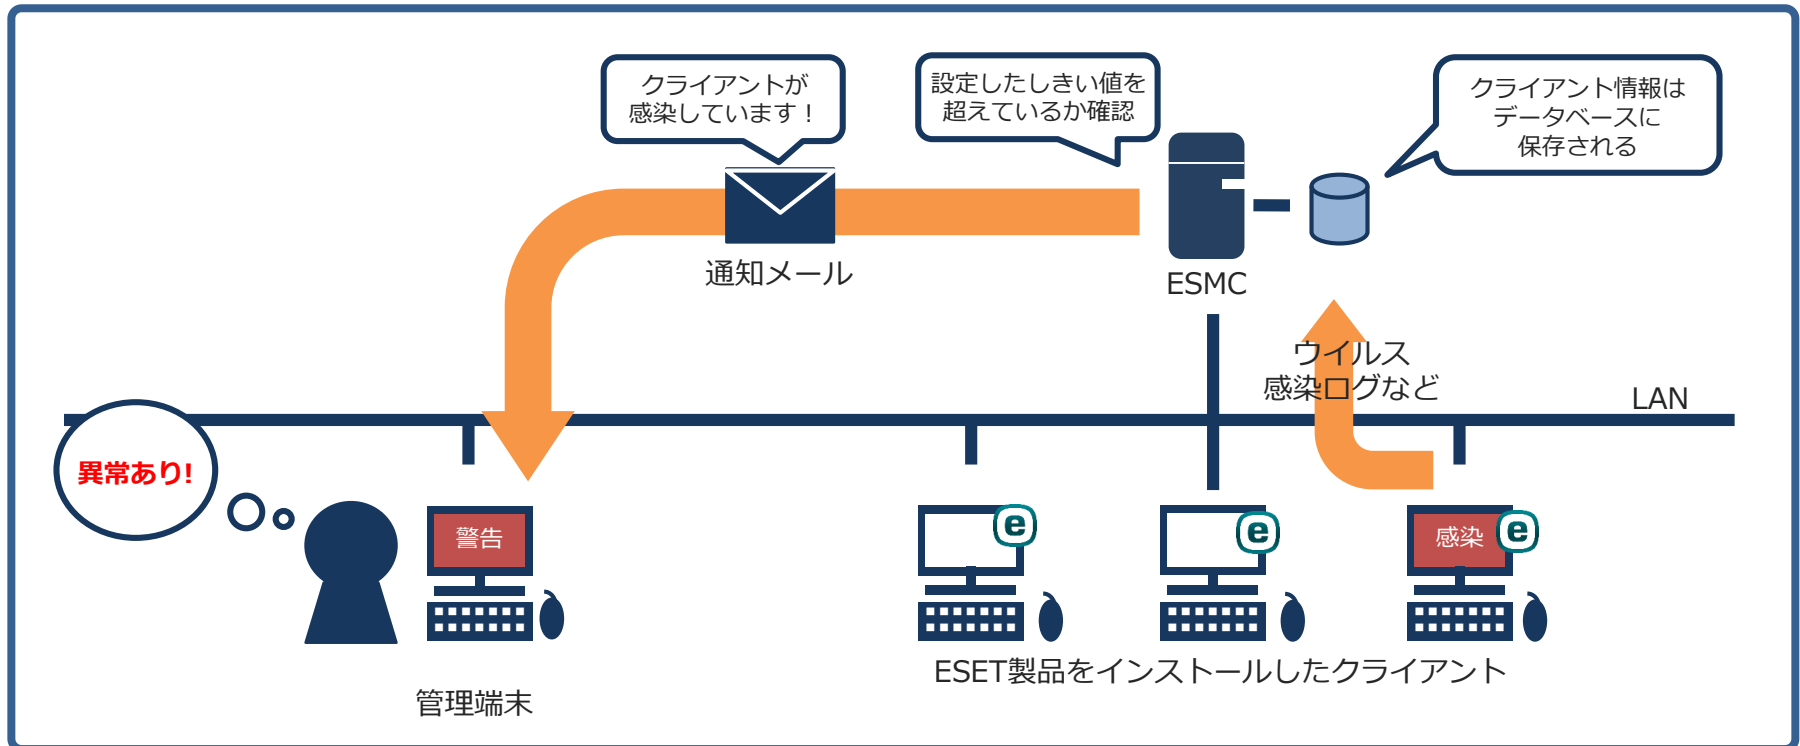 クライアントが
感染しています！
設定したしきい値を
超えているか確認
クライアント情報は
データベースに
保存される
通知メール
ESMC
ウイルス
感染ログなど
LAN
異常あり!
警告
e
e
感染
e
ESET製品をインストールしたクライアント
管理端末